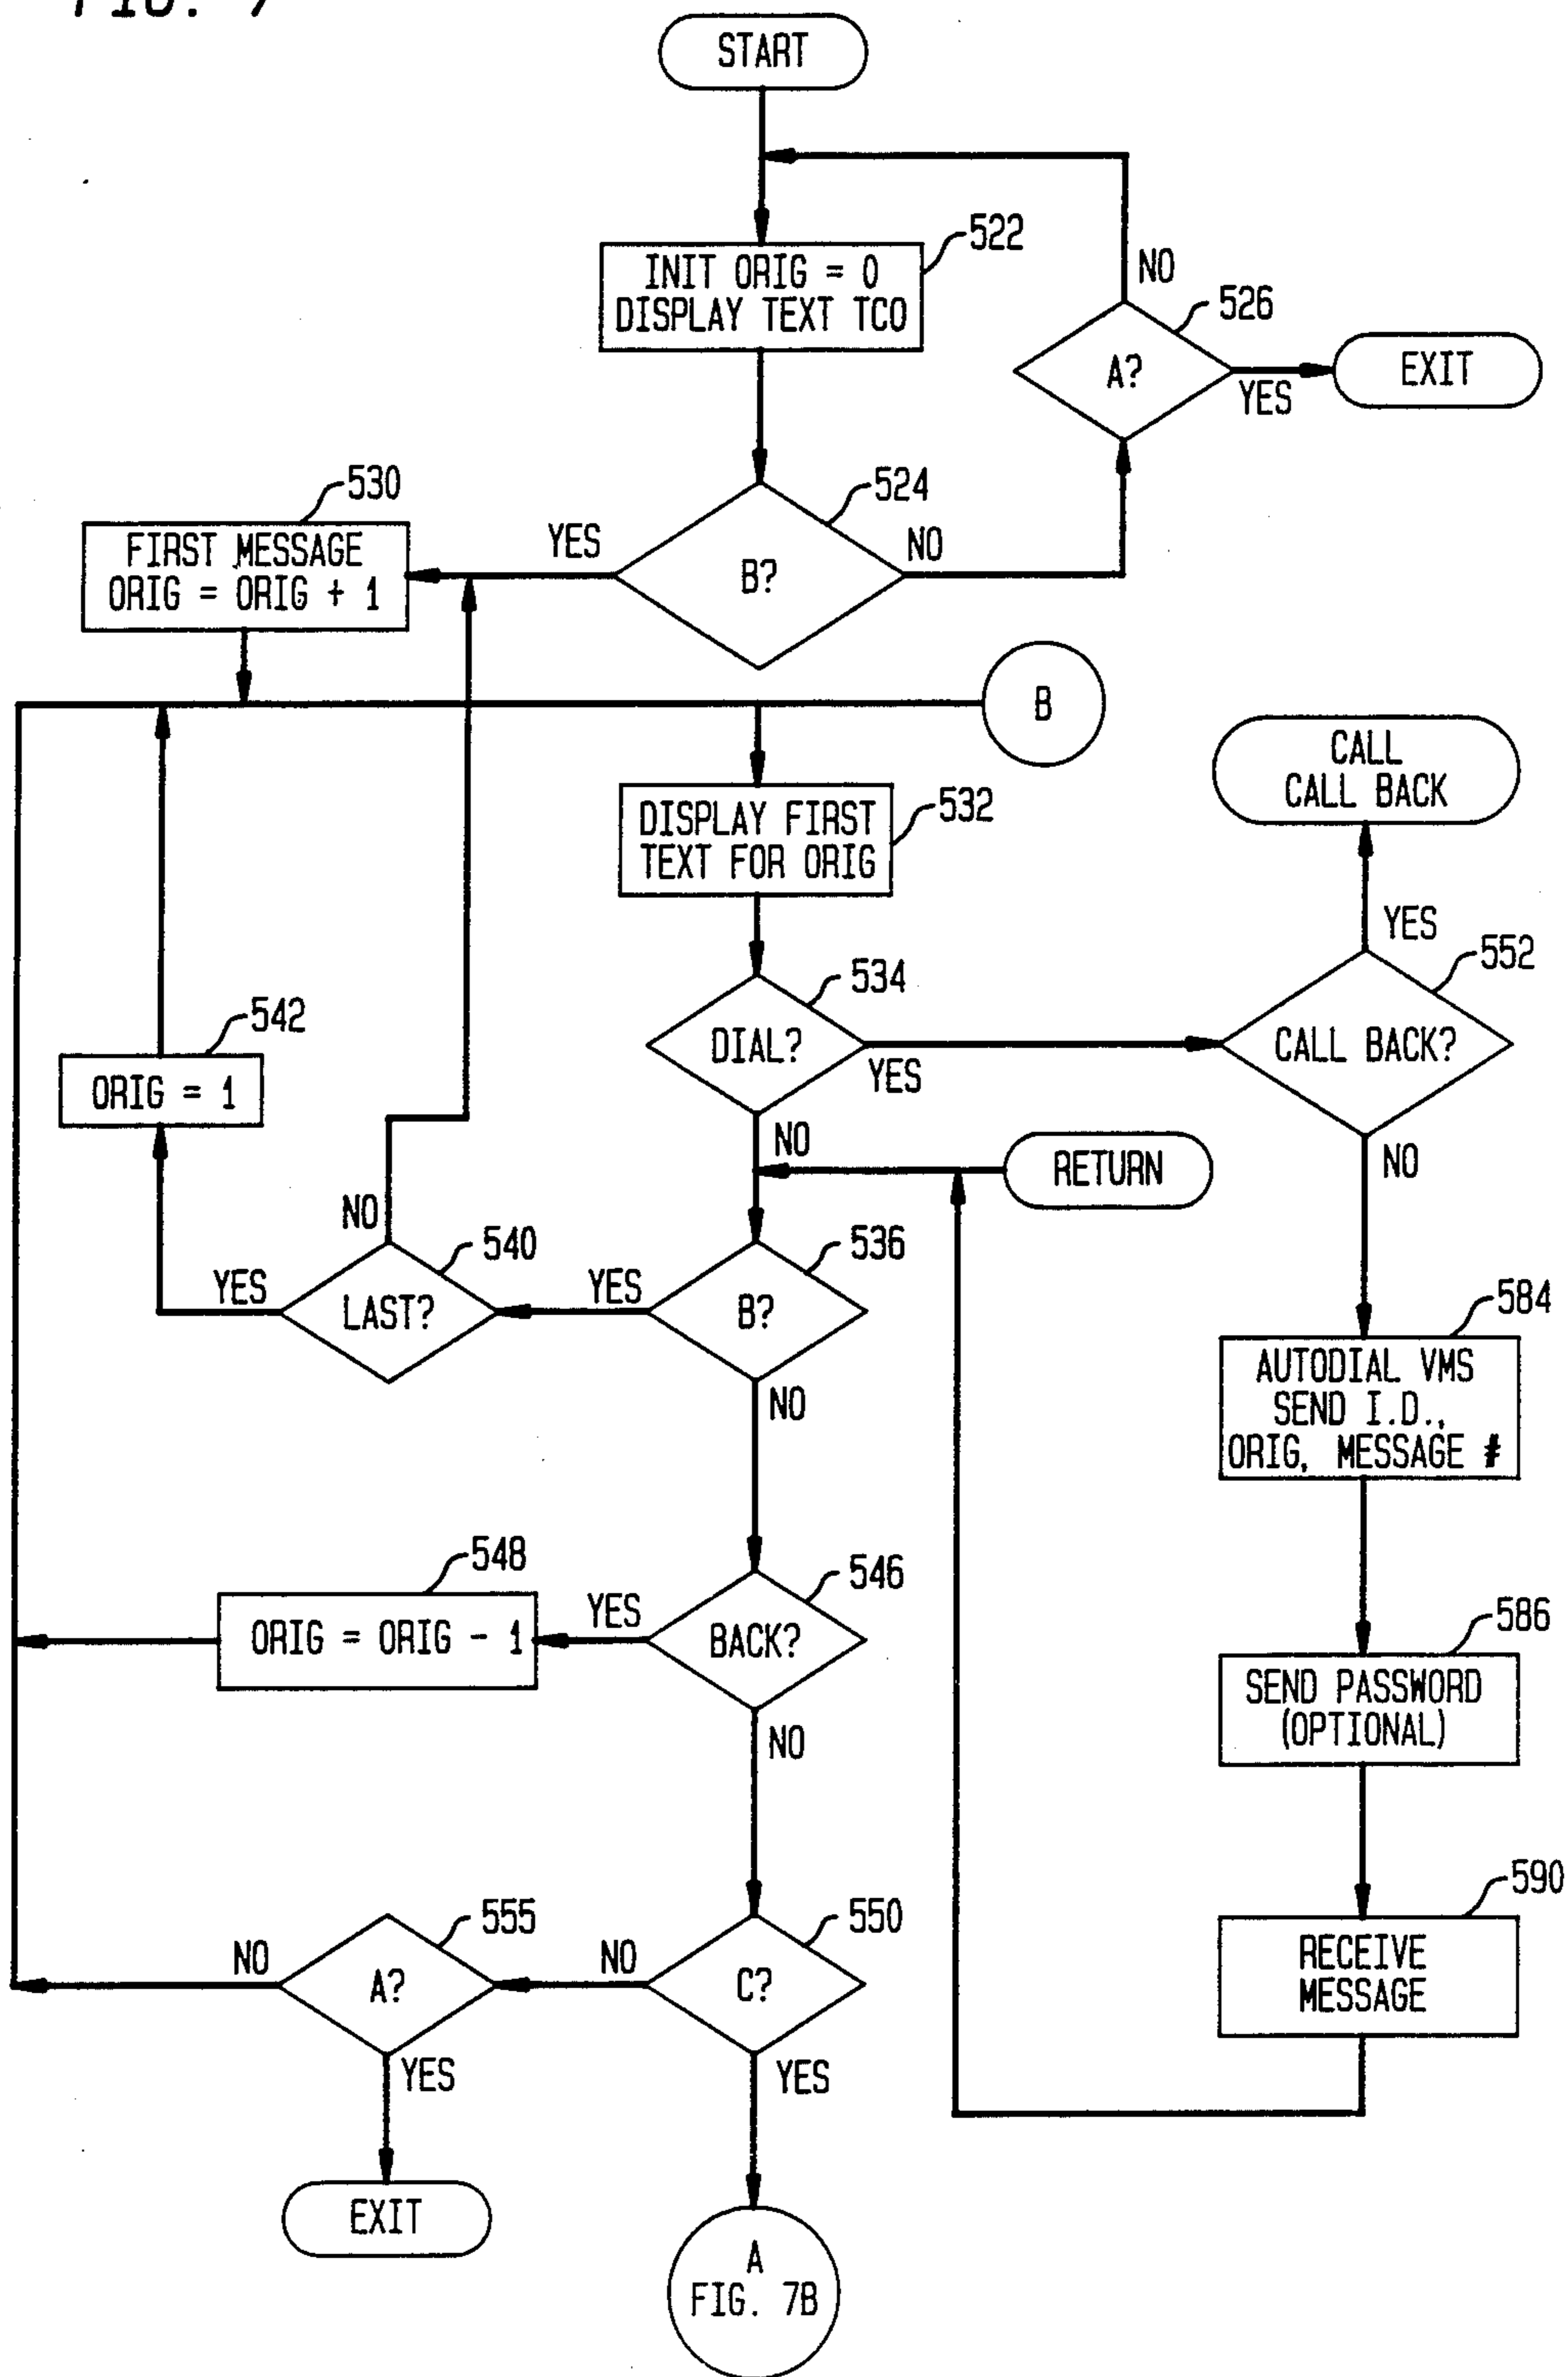 FIG. 7
START
522
INIT ORIG = 0
DISPLAY TEXT TC0
NO
526
A?
YES
EXIT
530
FIRST MESSAGE
ORIG = ORIG + 1
YES
524
B?
NO
B
CALL
CALL BACK
532
DISPLAY FIRST
TEXT FOR ORIG
YES
552
534
DIAL?
YES
CALL BACK?
542
ORIG = 1
NO
RETURN
NO
NO
540
LAST?
YES
536
B?
YES
NO
584
AUTODIAL VMS
SEND I.D.,
ORIG, MESSAGE #
548
ORIG = ORIG - 1
YES
546
BACK?
NO
586
SEND PASSWORD
(OPTIONAL)
590
RECEIVE
MESSAGE
555
NO
A?
YES
550
NO
C?
YES
EXIT
A
FIG. 7B